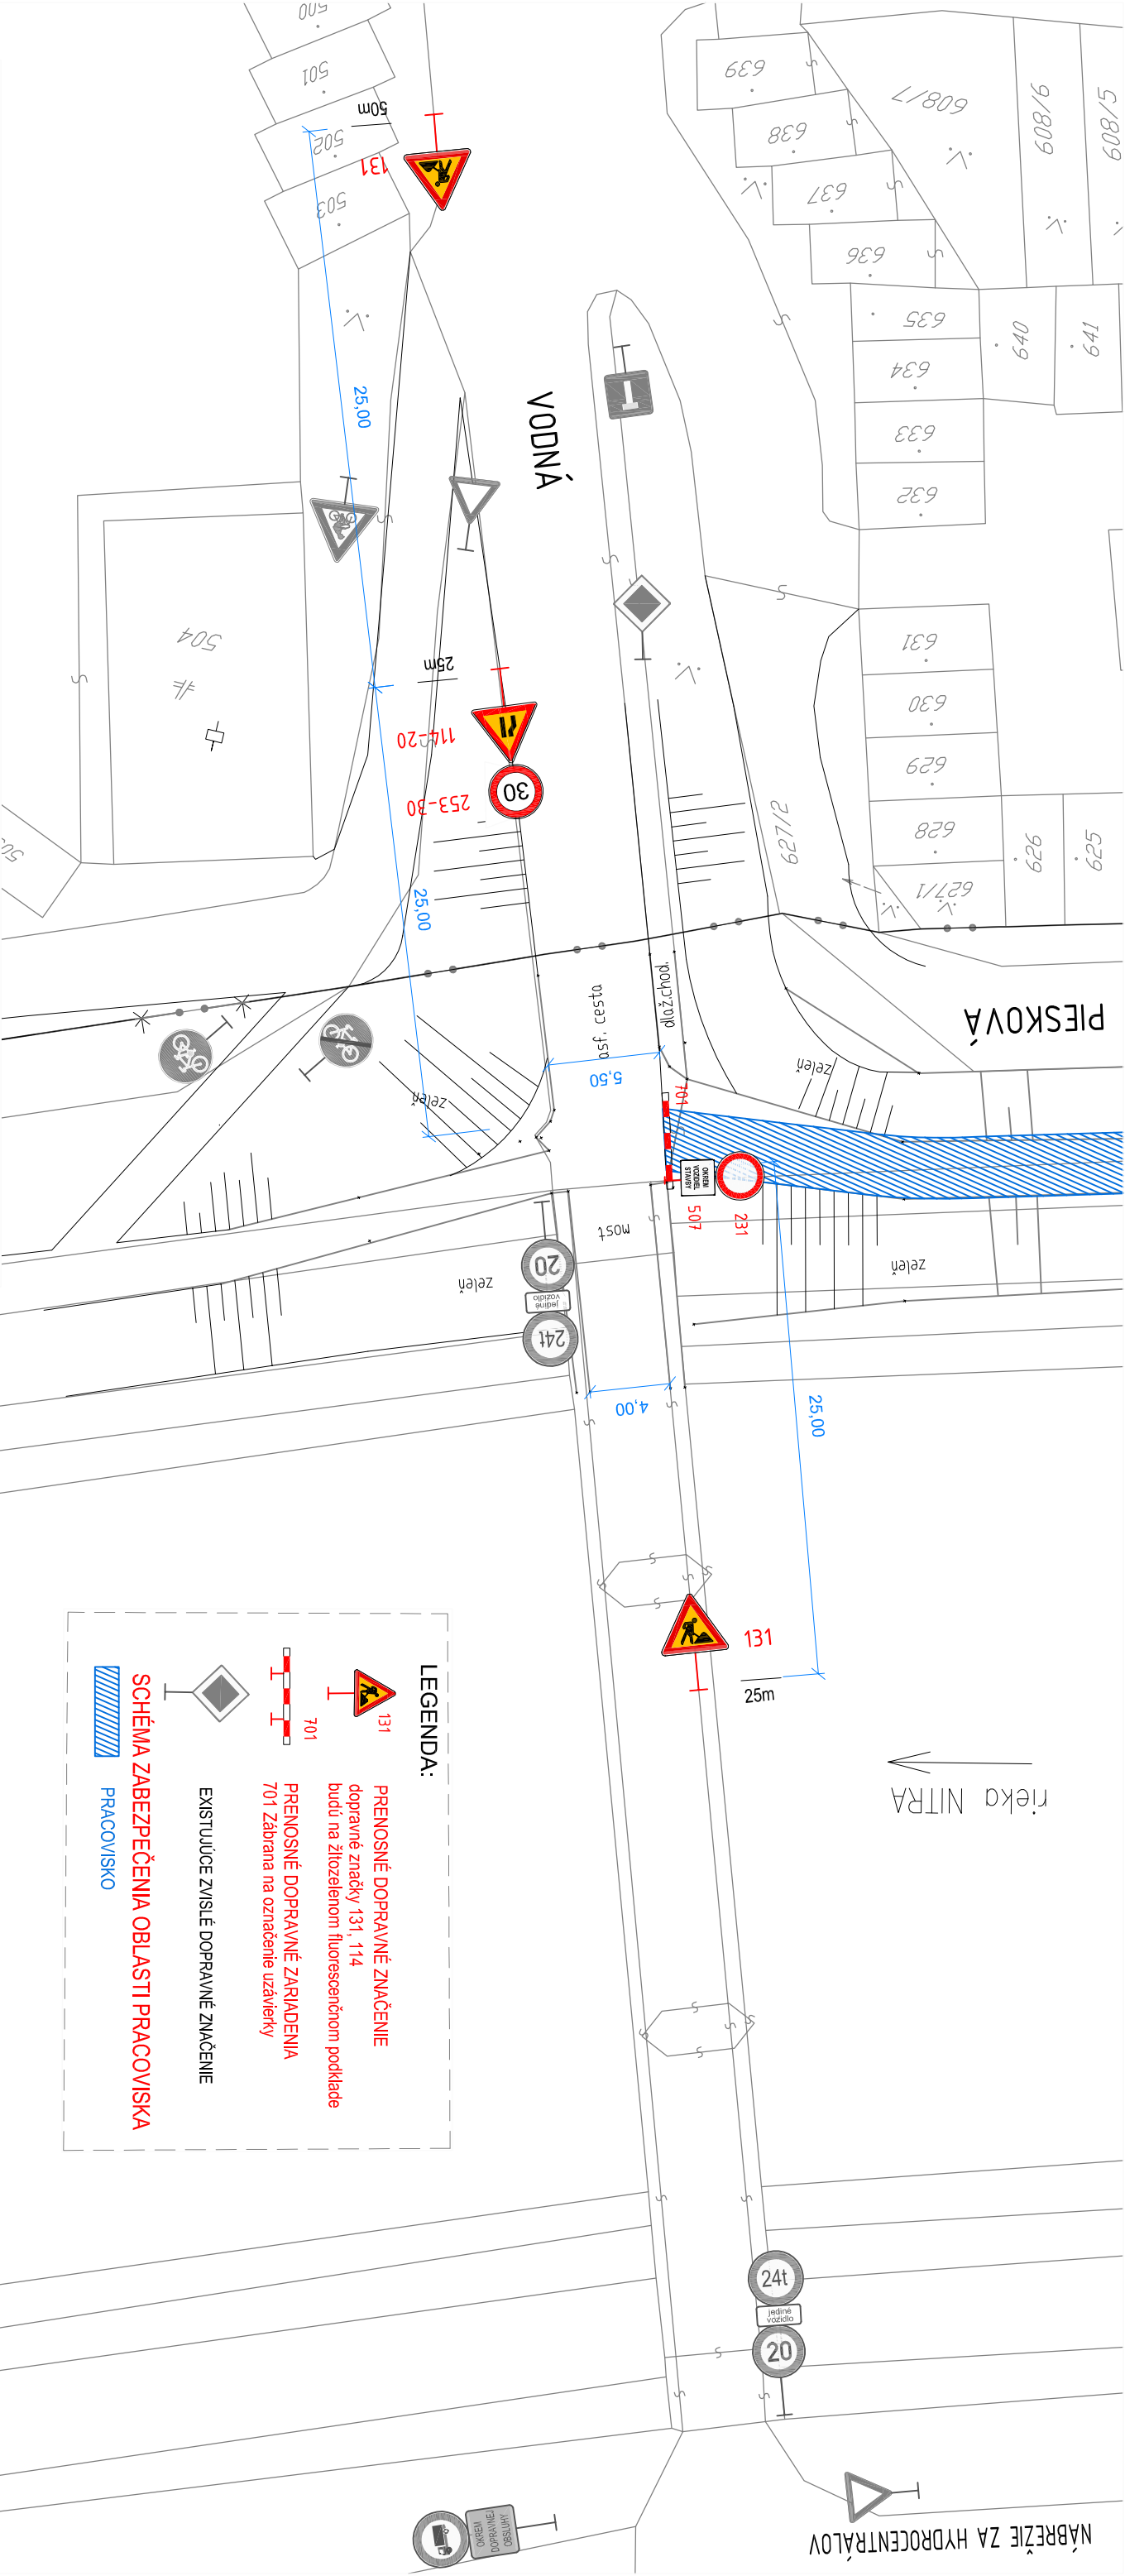 500
501
502
503
50m
131
639
638
637
636
635
634
633
632
608/7
608/6
608/5
640
641
VODNÁ
25,00
504
25m
114-20
253-30
30
25,00
631
630
629
628
627/1
627/2
626
625
asf. cesta
dlaž.chod.
PIESKOVÁ
5,50
zeleň
zeleň
701
OKREM
VOZIDIEL
STAVBY
507
231
most
zeleň
zeleň
20
jediné
vozidlo
24t
4,00
25,00
131
25m
rieka NITRA
LEGENDA:
131
PRENOSNÉ DOPRAVNÉ ZNAČENIE
dopravné značky 131, 114
budú na žltozelenom fluorescenčnom podklade
701
PRENOSNÉ DOPRAVNÉ ZARIADENIA
701 Zábrana na označenie uzávierky
EXISTUJÚCE ZVISLÉ DOPRAVNÉ ZNAČENIE
SCHÉMA ZABEZPEČENIA OBLASTI PRACOVISKA
PRACOVISKO
24t
jediné
vozidlo
20
OKREM
DOPRAVNEJ
OBSLUHY
NÁBREŽIE ZA HYDROCENTRÁLOV